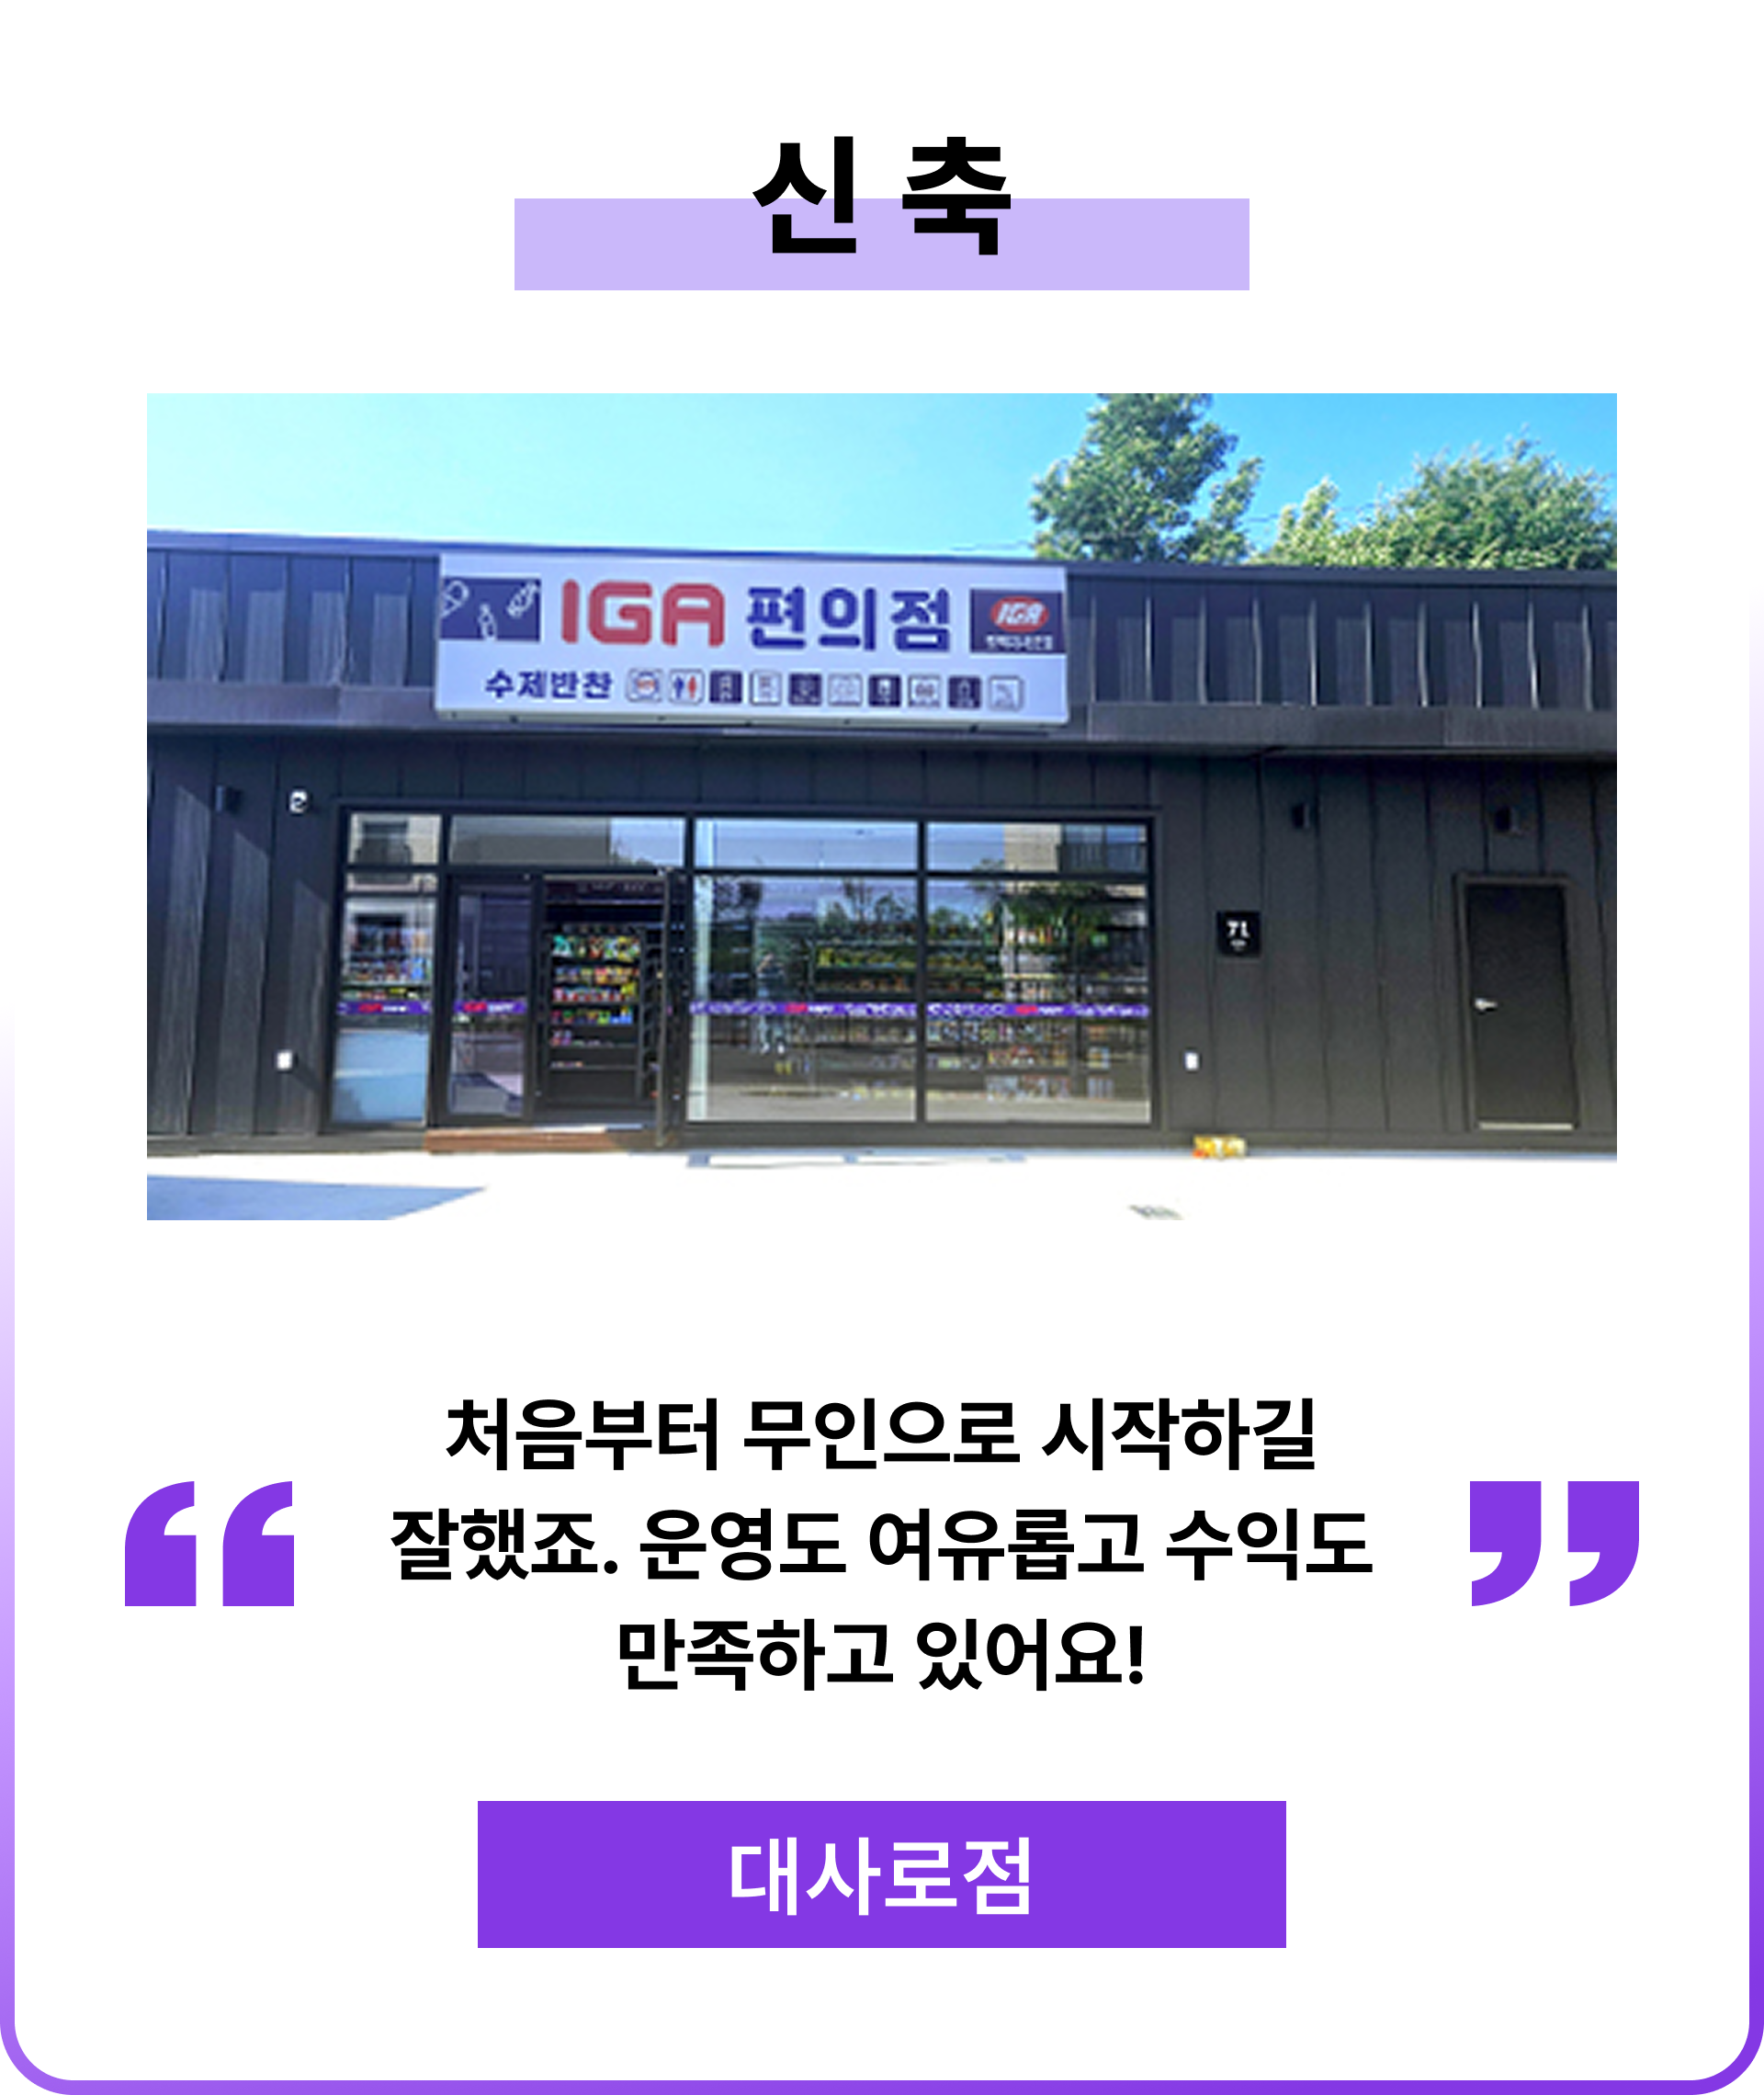 신축
IGA 편의점
IGA
수제반찬
71
처음부터 무인으로 시작하길
잘했죠. 운영도 여유롭고 수익도
만족하고 있어요!
대사로점